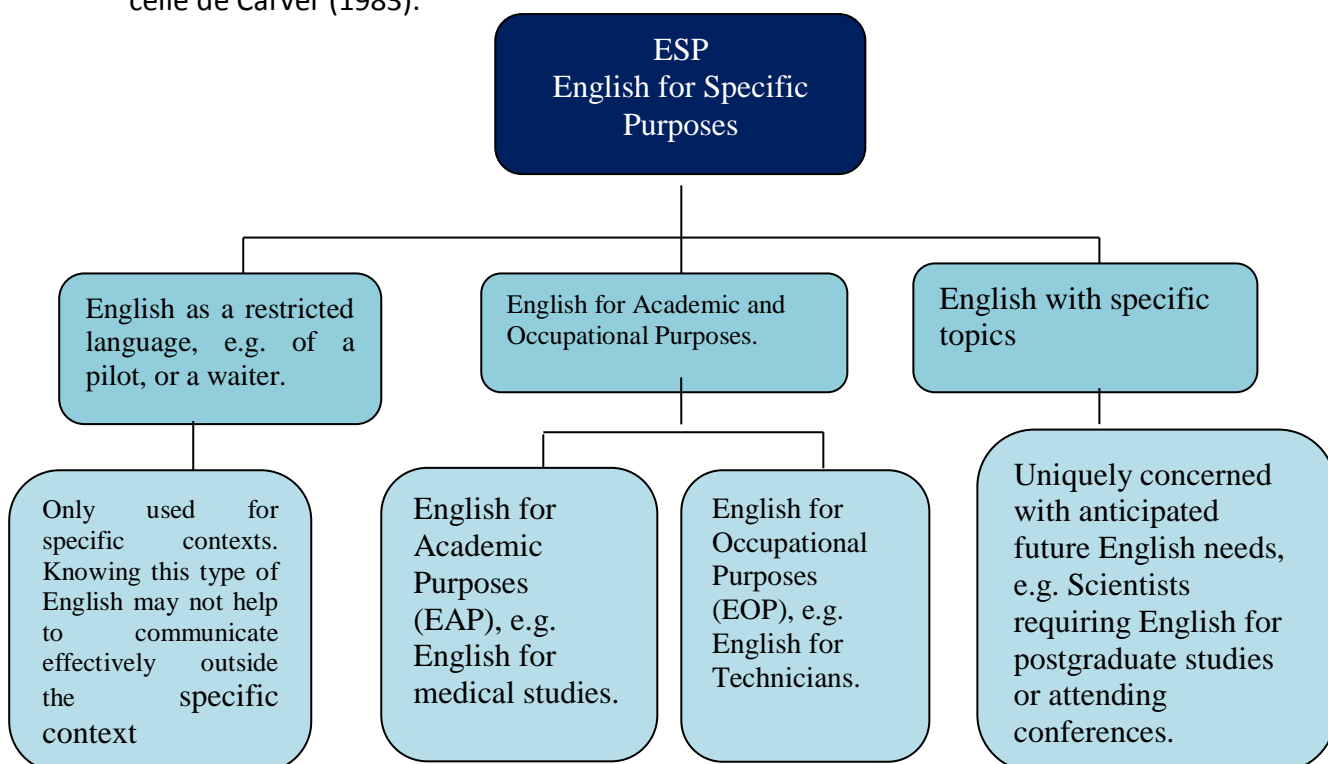 celle de Carver (1983).
ESP
English for Specific
Purposes
English as a restricted
language, e.g. of a
pilot, or a waiter.
English for Academic and
Occupational Purposes.
English with specific
topics
Only used for
specific contexts.
Knowing this type of
English may not help
to communicate
effectively outside
the specific
context
English for
Academic
Purposes
(EAP), e.g.
English for
medical studies.
English for
Occupational
Purposes
(EOP), e.g.
English for
Technicians.
Uniquely concerned
with anticipated
future English needs,
e.g. Scientists
requiring English for
postgraduate studies
or attending
conferences.